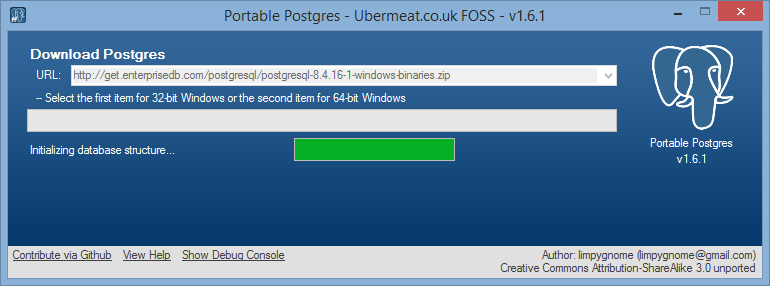 Portable Postgres - Ubermeat.co.uk FOSS - v1.6.1
Download Postgres
URL: http://get.enterprisedb.com/postgresql/postgresql-8.4.16-1-windows-binaries.zip
-- Select the first item for 32-bit Windows or the second item for 64-bit Windows
Initializing database structure...
Portable Postgres
v1.6.1
Contribute via Github View Help Show Debug Console
Author: limpygnome (limpygnome@gmail.com)
Creative Commons Attribution-ShareAlike 3.0 unported